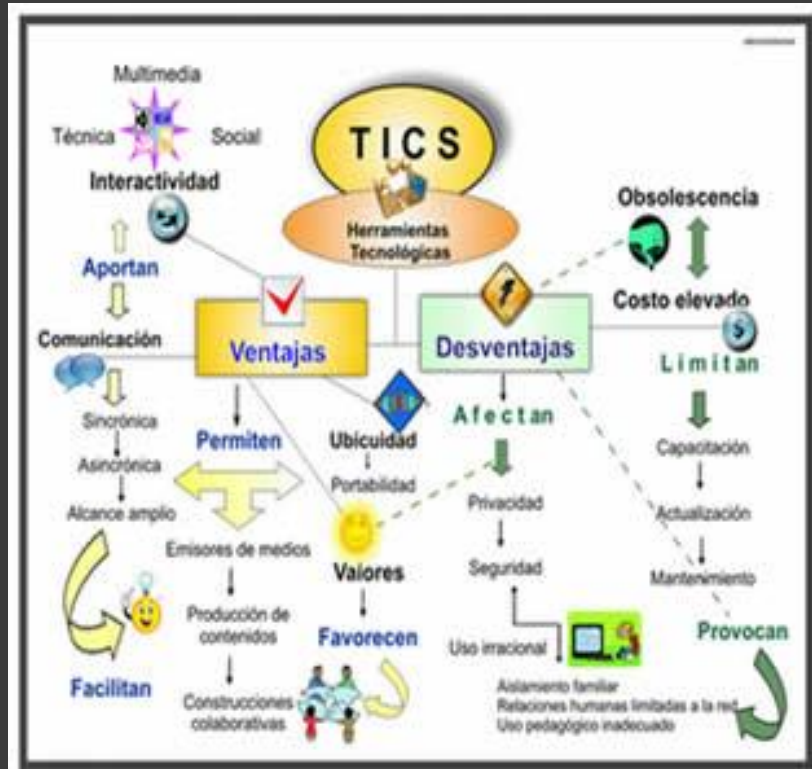 TICS
Herramientas
Tecnológicas
Multimedia
Técnica
Social
Interactividad
Aportan
Comunicación
Sincrónica
Asincrónica
Alcance amplio
Facilitan
Ventajas
Permiten
Emisores de medios
Producción de
contenidos
Construcciones
colaborativas
Ubicuidad
Portabilidad
Valores
Favorecen
Desventajas
Afectan
Privacidad
Seguridad
Uso irracional
Aislamiento familiar
Relaciones humanas limitadas a la red
Uso pedagógico inadecuado
Obsolescencia
Costo elevado
$
Limitan
Capacitación
Actualización
Mantenimiento
Provocan